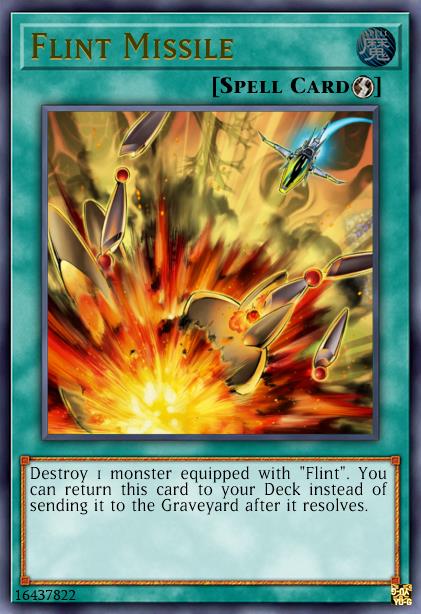 Flint Missile
魔
[Spell Card]
Destroy 1 monster equipped with "Flint". You
can return this card to your Deck instead of
sending it to the Graveyard after it resolves.
16437822